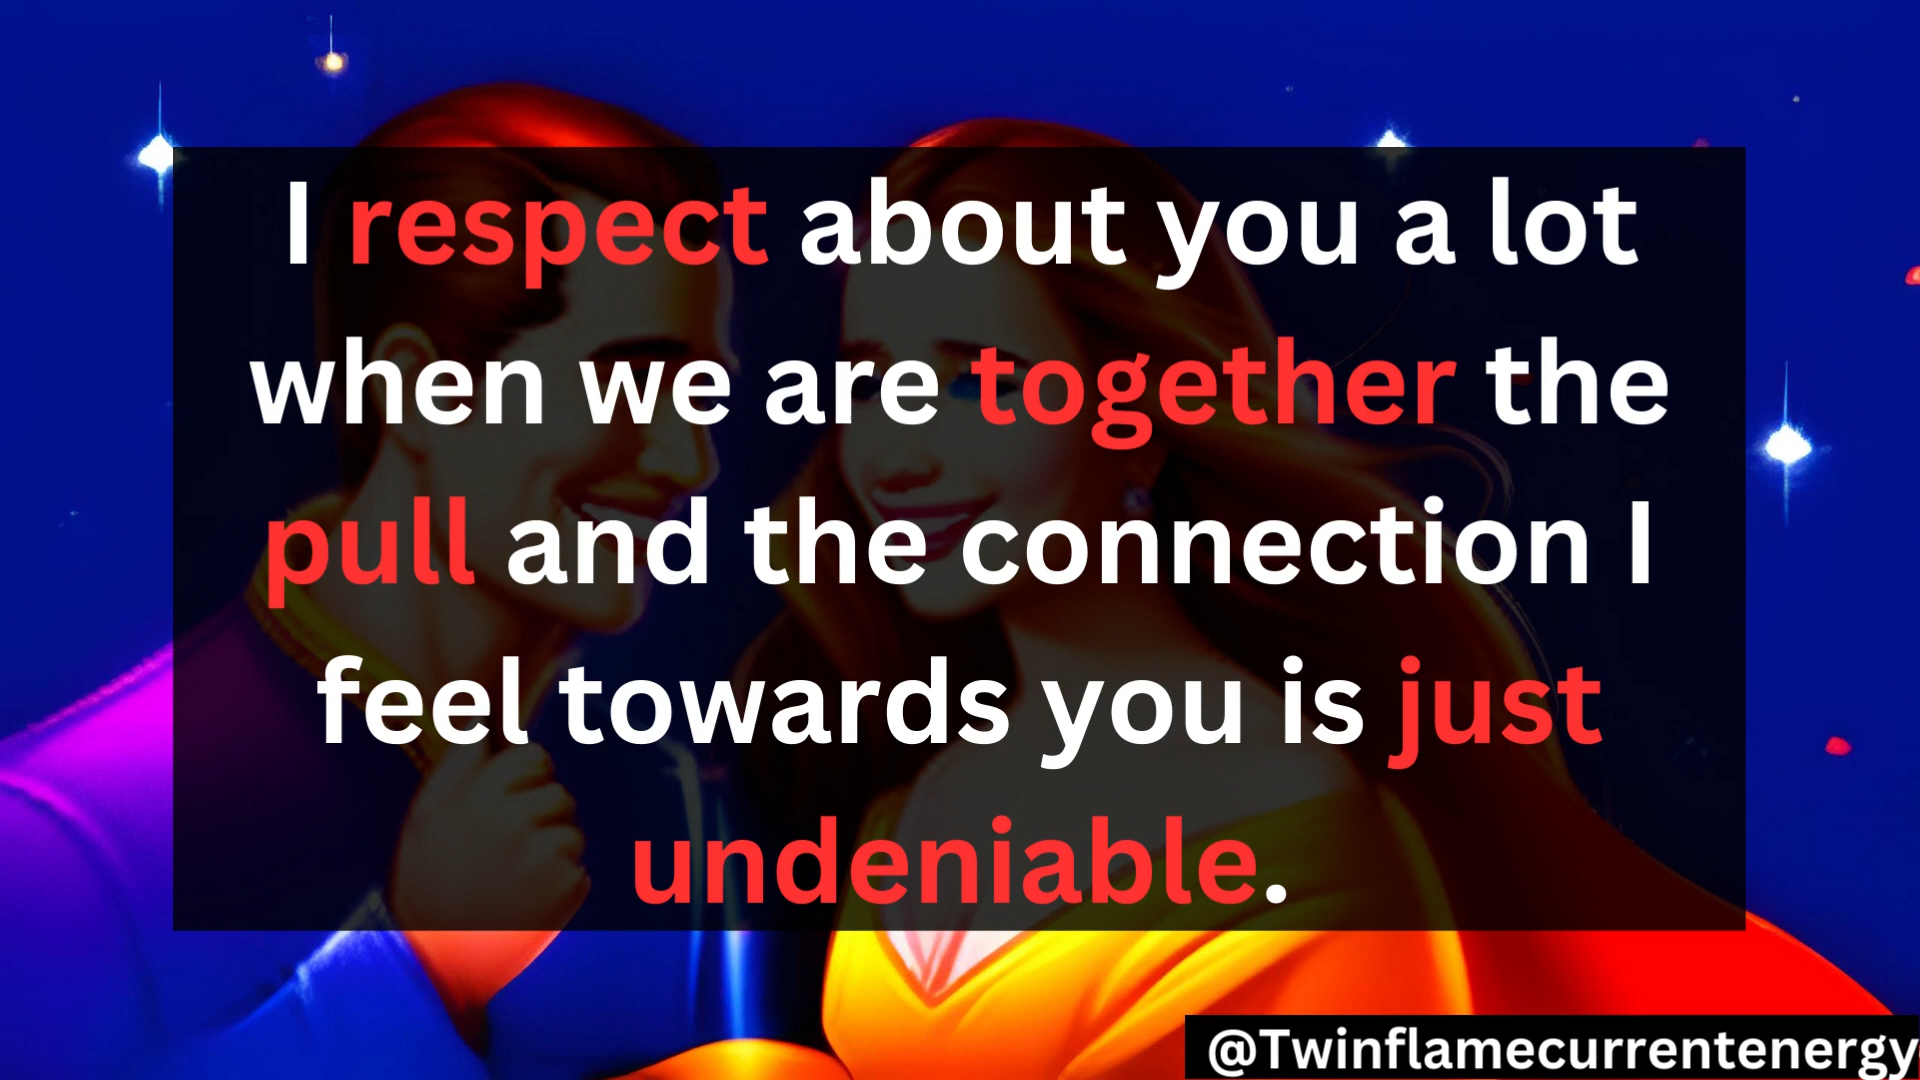 I respect about you a lot
when we are together the
pull and the connection I
feel towards you is just
undeniable.
@Twinflamecurrentenergy